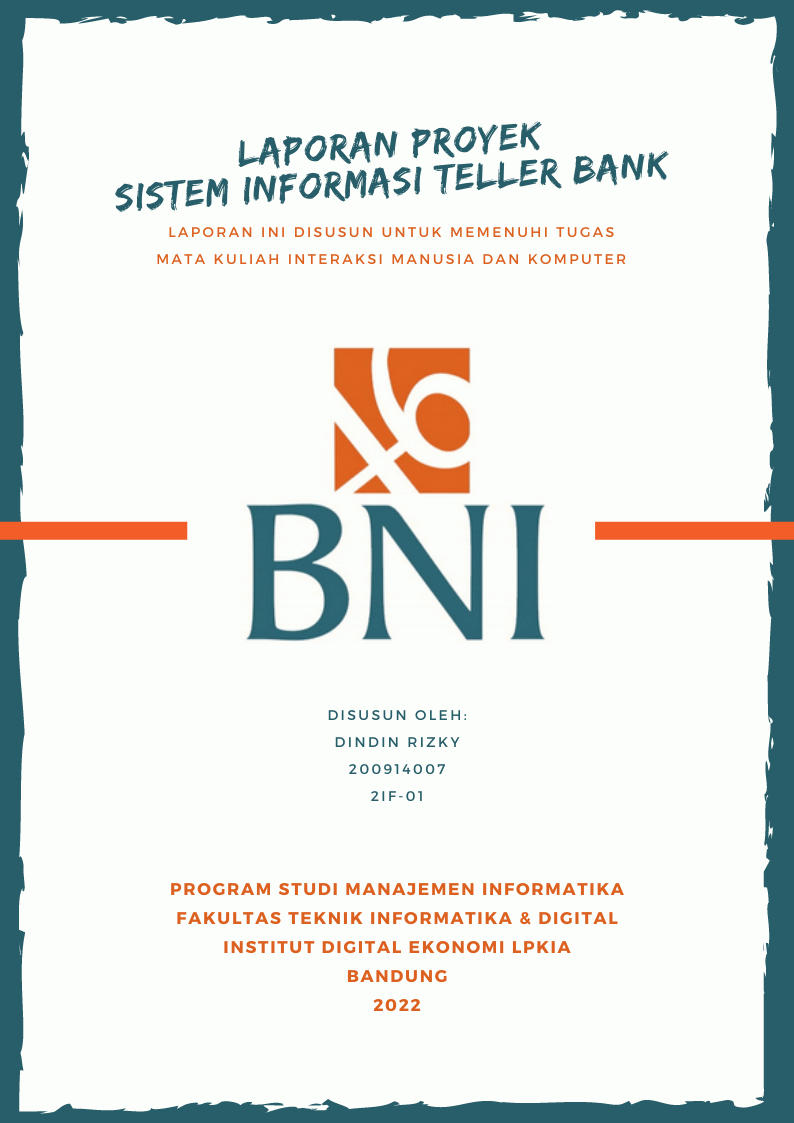 LAPORAN PROYEK
SISTEM INFORMASI TELLER BANK
LAPORAN INI DISUSUN UNTUK MEMENUHI TUGAS
MATA KULIAH INTERAKSI MANUSIA DAN KOMPUTER
BNI
DISUSUN OLEH:
DINDIN RIZKY
200914007
2IF-01
PROGRAM STUDI MANAJEMEN INFORMATIKA
FAKULTAS TEKNIK INFORMATIKA & DIGITAL
INSTITUT DIGITAL EKONOMI LPKIA
BANDUNG
2022